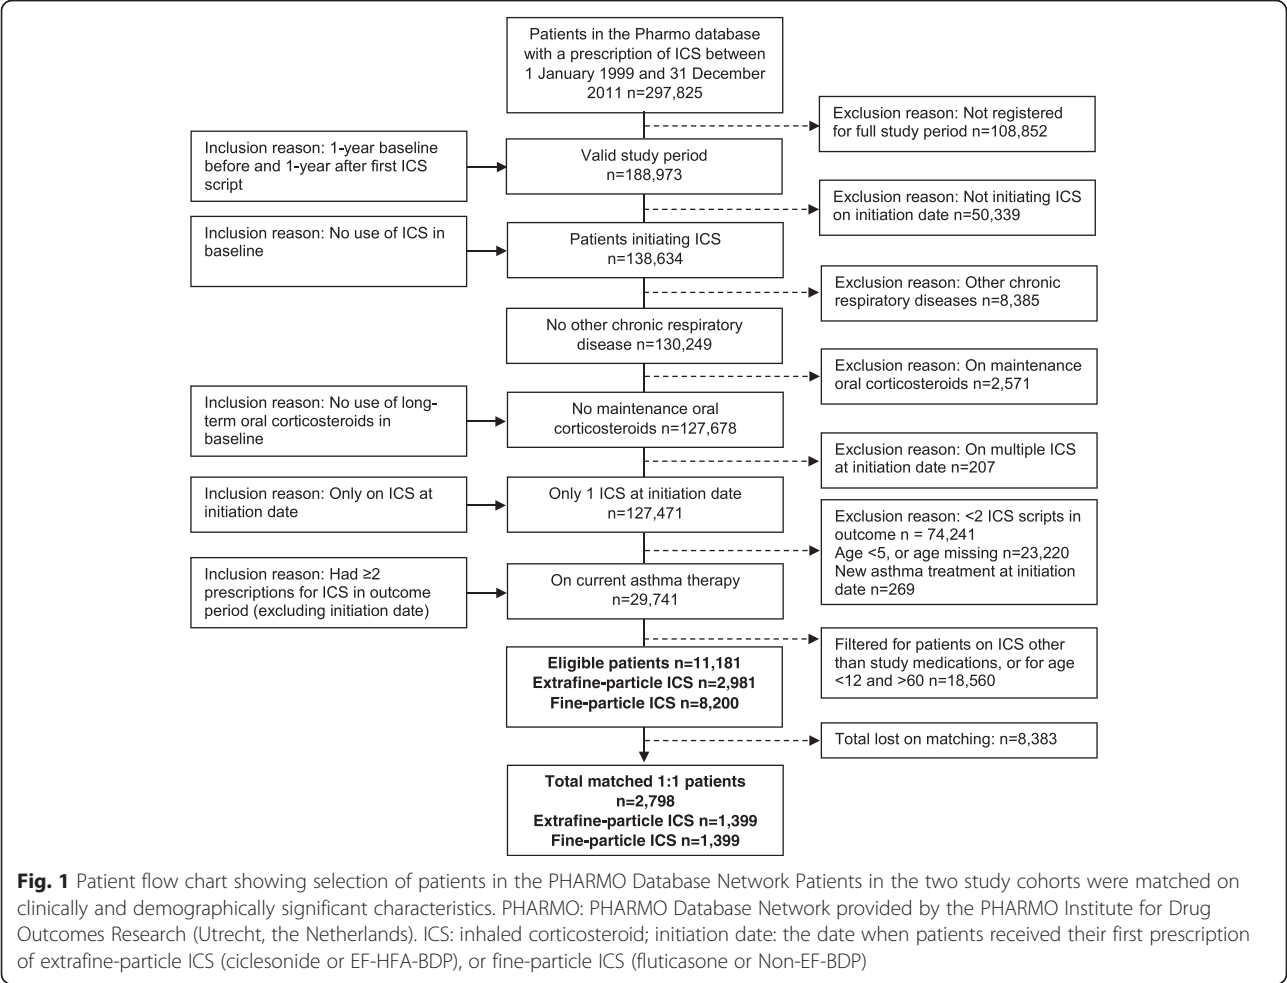 Patients in the Pharmo database
with a prescription of ICS between
1 January 1999 and 31 December
2011 n=297,825
Exclusion reason: Not registered
for full study period n=108,852
Inclusion reason: 1-year baseline
before and 1-year after first ICS
script
Valid study period
n=188,973
Exclusion reason: Not initiating ICS
on initiation date n=50,339
Inclusion reason: No use of ICS in
baseline
Patients initiating ICS
n=138,634
Exclusion reason: Other chronic
respiratory diseases n=8,385
No other chronic respiratory
disease n=130,249
Exclusion reason: On maintenance
oral corticosteroids n=2,571
Inclusion reason: No use of long-
term oral corticosteroids in
baseline
No maintenance oral
corticosteroids n=127,678
Exclusion reason: On multiple ICS
at initiation date n=207
Inclusion reason: Only on ICS at
initiation date
Only 1 ICS at initiation date
n=127,471
Exclusion reason: <2 ICS scripts in
outcome n = 74,241
Age <5, or age missing n=23,220
New asthma treatment at initiation
date n=269
Inclusion reason: Had ≥2
prescriptions for ICS in outcome
period (excluding initiation date)
On current asthma therapy
n=29,741
Filtered for patients on ICS other
than study medications, or for age
<12 and >60 n=18,560
Eligible patients n=11,181
Extrafine-particle ICS n=2,981
Fine-particle ICS n=8,200
Total lost on matching: n=8,383
Total matched 1:1 patients
n=2,798
Extrafine-particle ICS n=1,399
Fine-particle ICS n=1,399
Fig. 1 Patient flow chart showing selection of patients in the PHARMO Database Network Patients in the two study cohorts were matched on
clinically and demographically significant characteristics. PHARMO: PHARMO Database Network provided by the PHARMO Institute for Drug
Outcomes Research (Utrecht, the Netherlands). ICS: inhaled corticosteroid; initiation date: the date when patients received their first prescription
of extrafine-particle ICS (ciclesonide or EF-HFA-BDP), or fine-particle ICS (fluticasone or Non-EF-BDP)